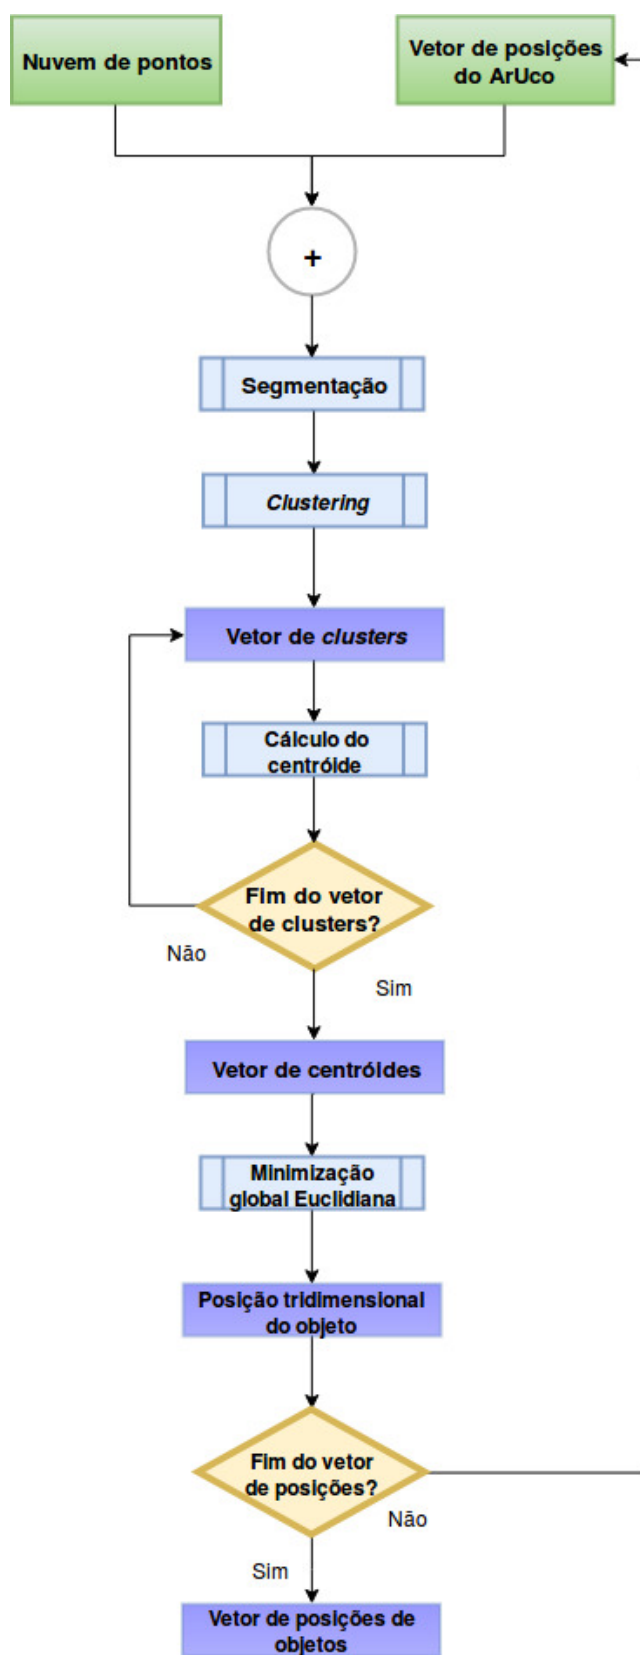 Nuvem de pontos
Vetor de posições
do ArUco
+
Segmentação
Clustering
Vetor de clusters
Cálculo do
centróide
Fim do vetor
de clusters?
Não
Sim
Vetor de centróides
Minimização
global Euclidiana
Posição tridimensional
do objeto
Fim do vetor
de posições?
Não
Sim
Vetor de posições de
objetos